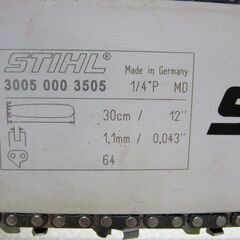 STIHL® Made in Germany
3005 000 3505 1/4"P MD
30cm / 12"
1,1mm / 0,043"
64